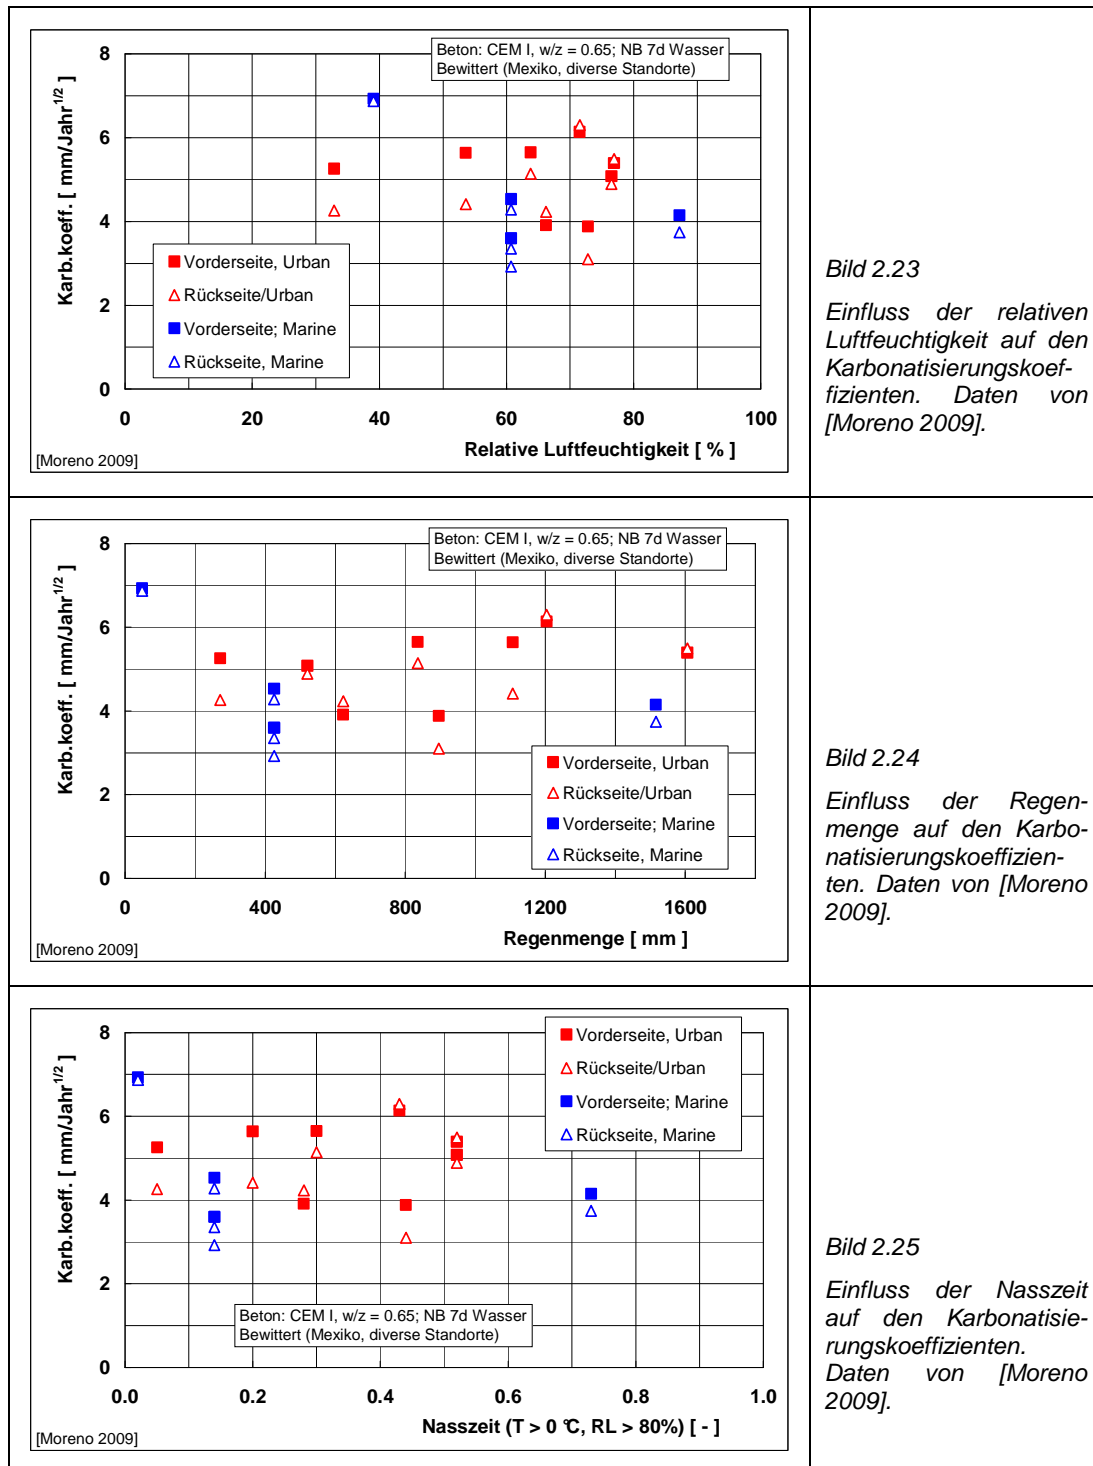 Beton: CEM I, w/z = 0.65; NB 7d Wasser
Bewittert (Mexiko, diverse Standorte)
Karb.koeff. [ mm/Jahr1/2 ]
8
6
4
2
0
Vorderseite, Urban
Rückseite/Urban
Vorderseite; Marine
Rückseite, Marine
0 20 40 60 80 100
Relative Luftfeuchtigkeit [ % ]
[Moreno 2009]
Bild 2.23
Einfluss der relativen
Luftfeuchtigkeit auf den
Karbonatisierungskoef-
fizienten. Daten von
[Moreno 2009].
Beton: CEM I, w/z = 0.65; NB 7d Wasser
Bewittert (Mexiko, diverse Standorte)
Karb.koeff. [ mm/Jahr1/2 ]
8
6
4
2
0
Vorderseite, Urban
Rückseite/Urban
Vorderseite; Marine
Rückseite, Marine
0 400 800 1200 1600
Regenmenge [ mm ]
[Moreno 2009]
Bild 2.24
Einfluss der Regen-
menge auf den Karbo-
natisierungskoeffizien-
ten. Daten von [Moreno
2009].
Karb.koeff. [ mm/Jahr1/2 ]
8
6
4
2
0
Vorderseite, Urban
Rückseite/Urban
Vorderseite; Marine
Rückseite, Marine
Beton: CEM I, w/z = 0.65; NB 7d Wasser
Bewittert (Mexiko, diverse Standorte)
0.0 0.2 0.4 0.6 0.8 1.0
Nasszeit (T > 0 °C, RL > 80%) [ - ]
[Moreno 2009]
Bild 2.25
Einfluss der Nasszeit
auf den Karbonatisie-
rungskoeffizienten.
Daten von [Moreno
2009].